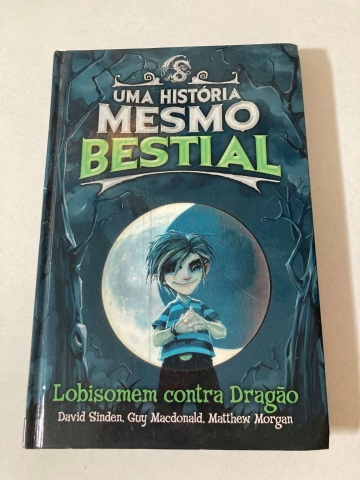 UMA HISTÓRIA
MESMO
BESTIAL
Lobisomem contra Dragão
David Sinden, Guy Macdonald, Matthew Morgan